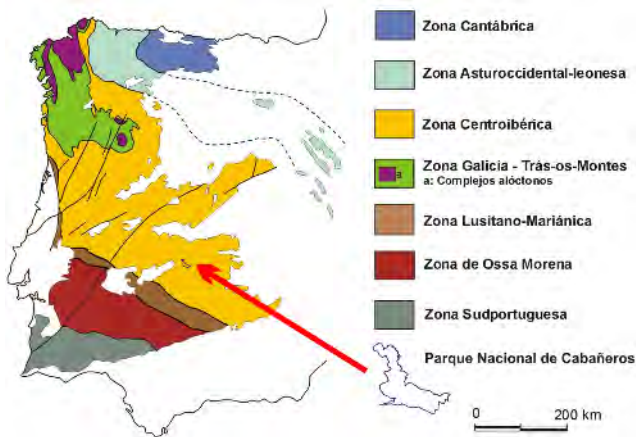 Zona Cantábrica
Zona Asturoccidental-leonesa
Zona Centroibérica
Zona Galicia - Trás-os-Montes
a
a: Complejos alóctonos
Zona Lusitano-Mariánica
Zona de Ossa Morena
Zona Sudportuguesa
Parque Nacional de Cabañeros
0 200 km